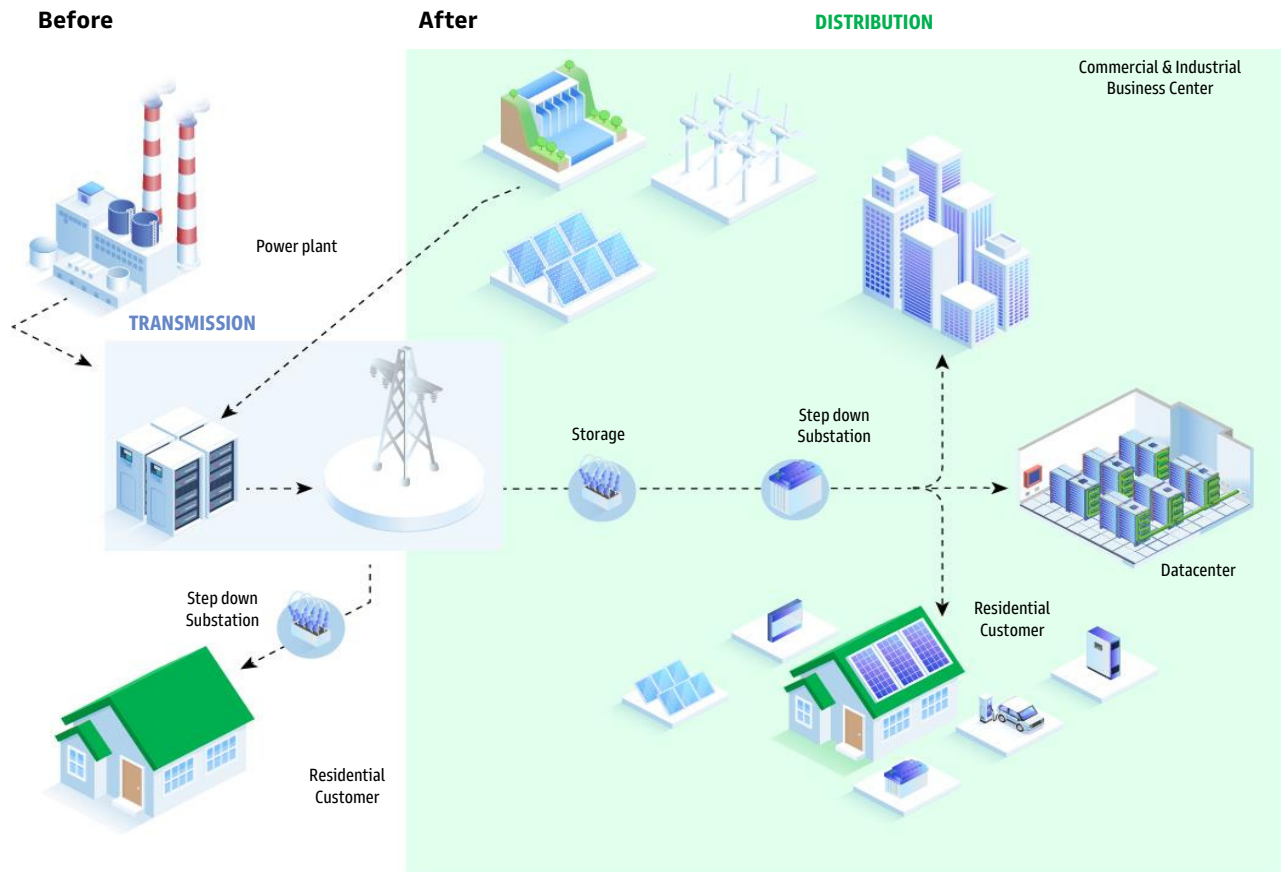 Before
After
DISTRIBUTION
Commercial & Industrial
Business Center
Power plant
TRANSMISSION
Storage
Step down
Substation
Datacenter
Step down
Substation
Residential
Customer
Residential
Customer